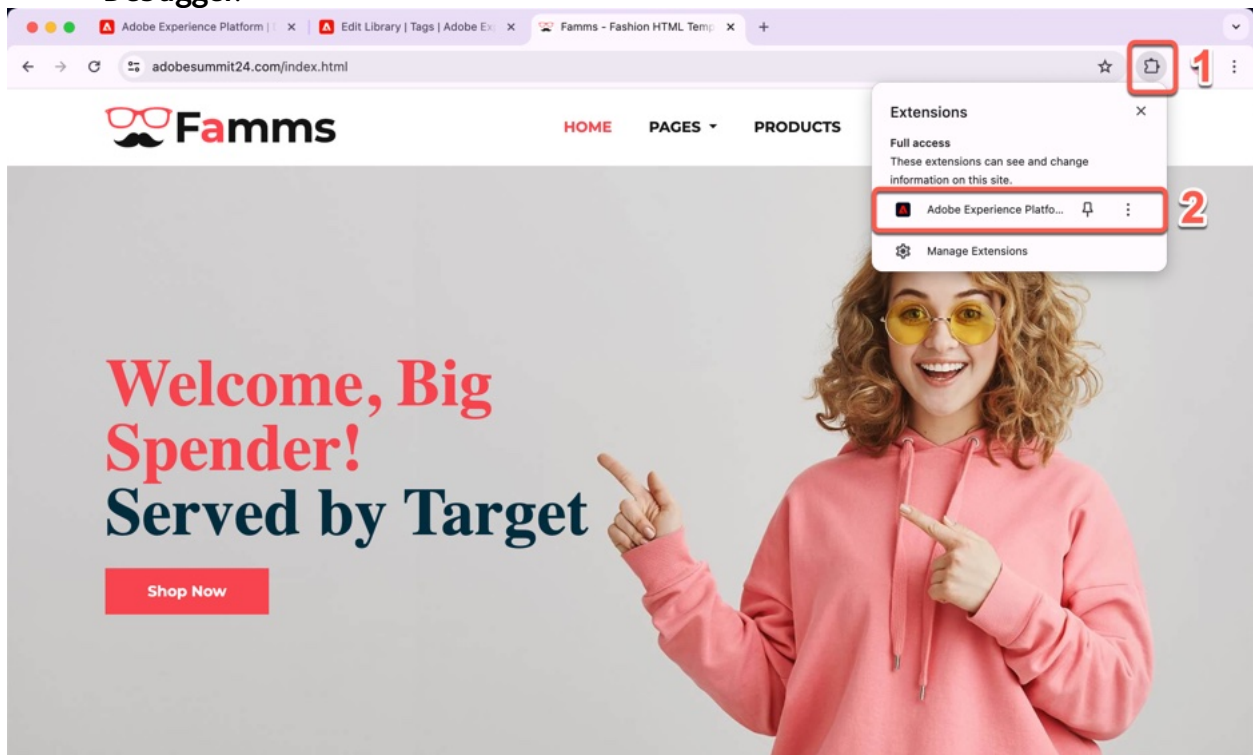 Debugger.
Adobe Experience Platform |
Edit Library | Tags | Adobe Ex
Famms - Fashion HTML Temp
adobesummit24.com/index.html
1
Famms
HOME PAGES PRODUCTS
Extensions
Full access
These extensions can see and change
information on this site.
Adobe Experience Platfo...
2
Manage Extensions
Welcome, Big
Spender!
Served by Target
Shop Now